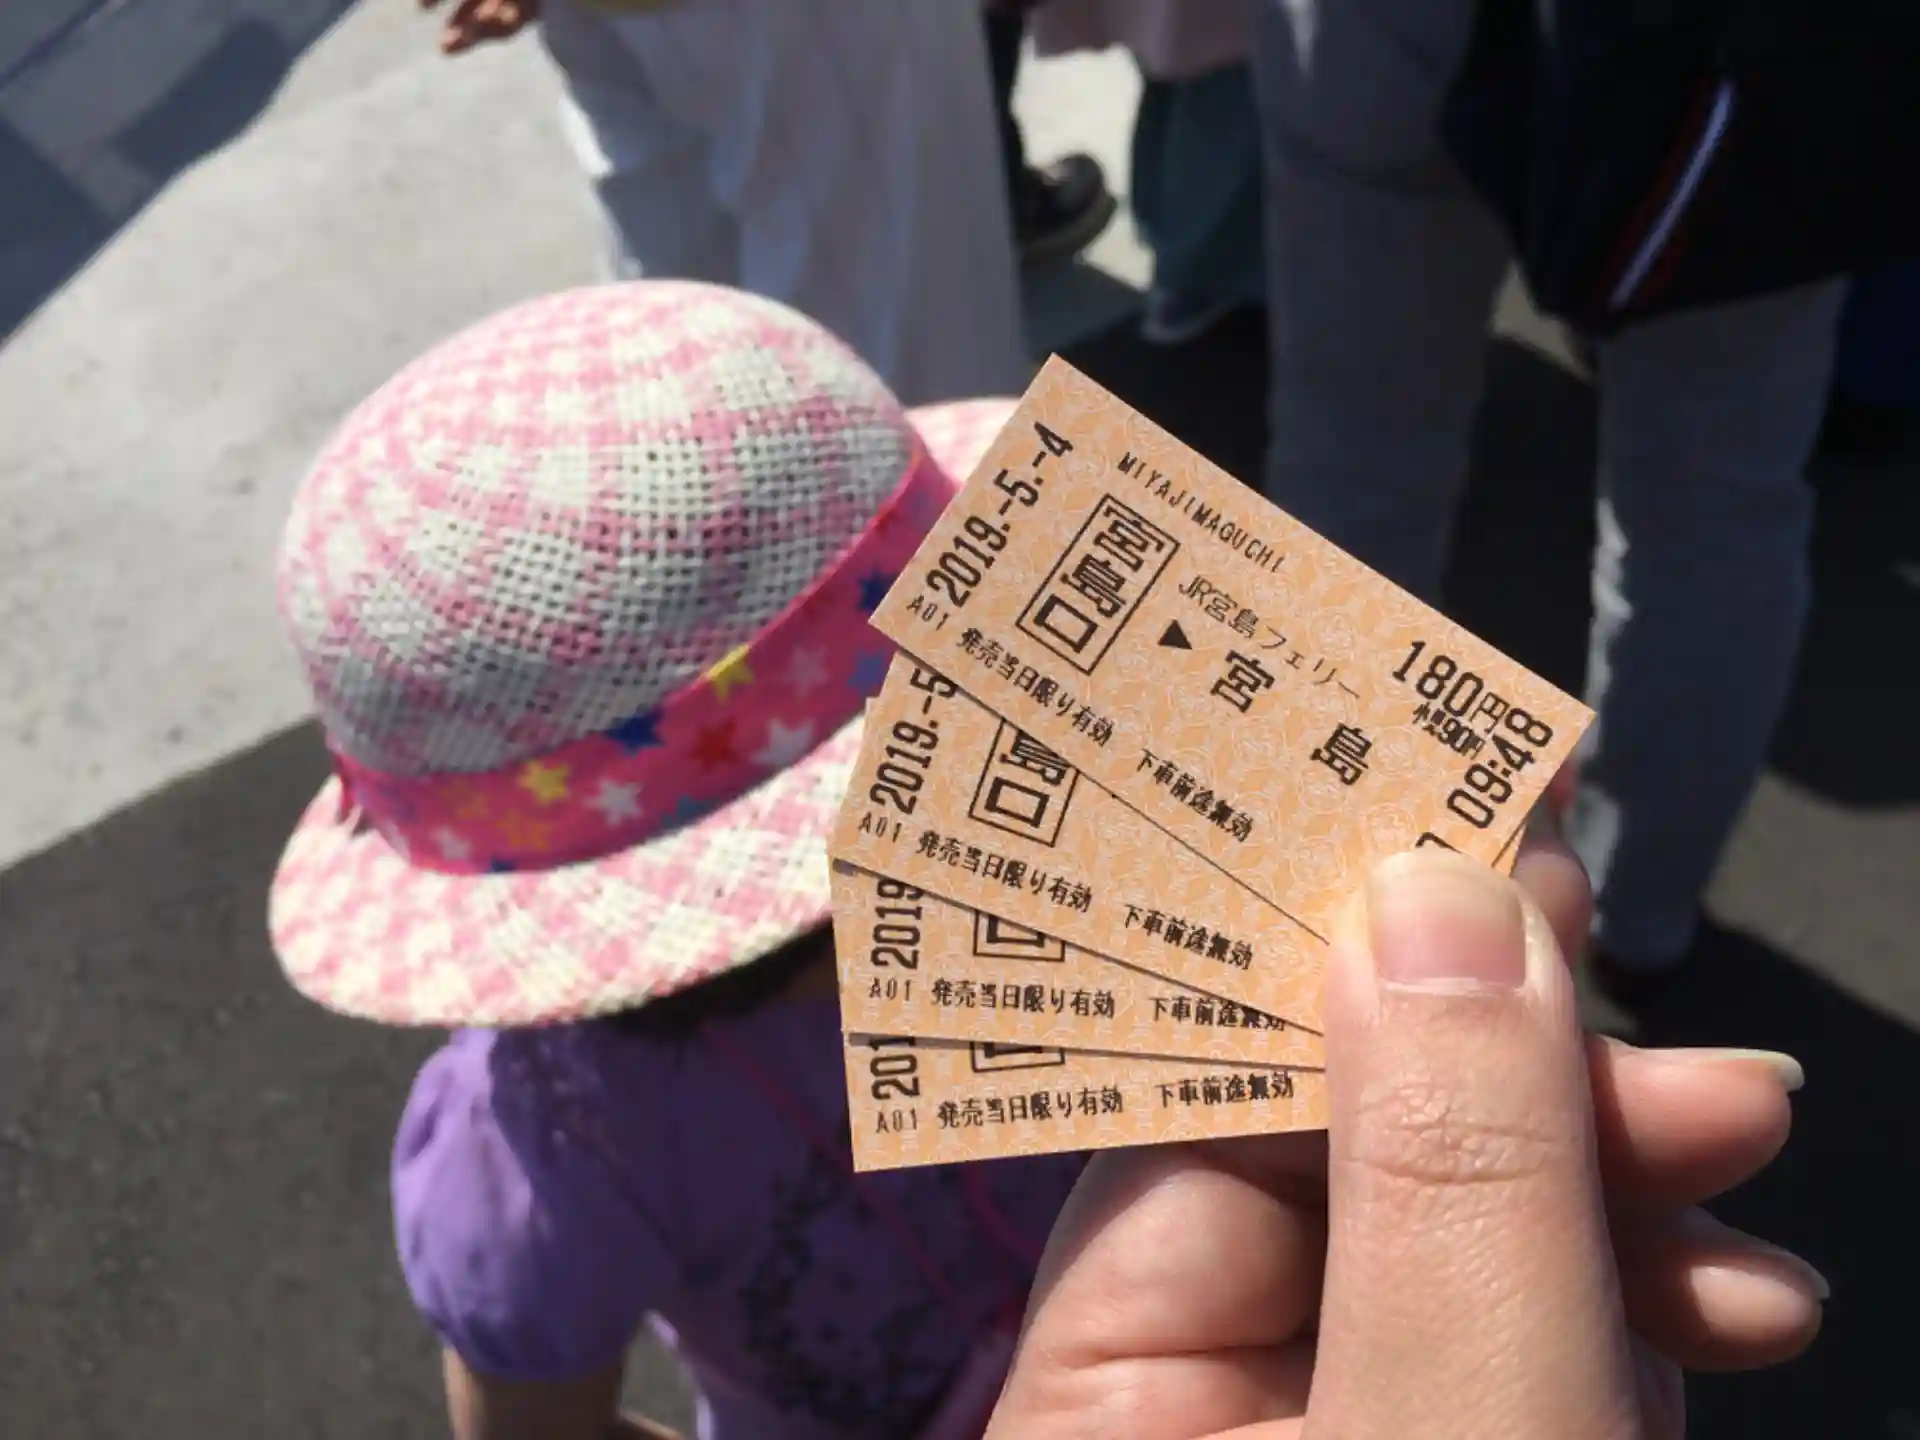 2019.-5.-4
MIYAJIMAGUCHI
宮島口
JR宮島フェリー
▶宮島
180円
小児90円
09:48
A01 発売当日限り有効 下車前途無効
2019.-5
島口
A01 発売当日限り有効 下車前途無効
2019
口
A01 発売当日限り有効 下車前途無効
201
A01 発売当日限り有効 下車前途無効